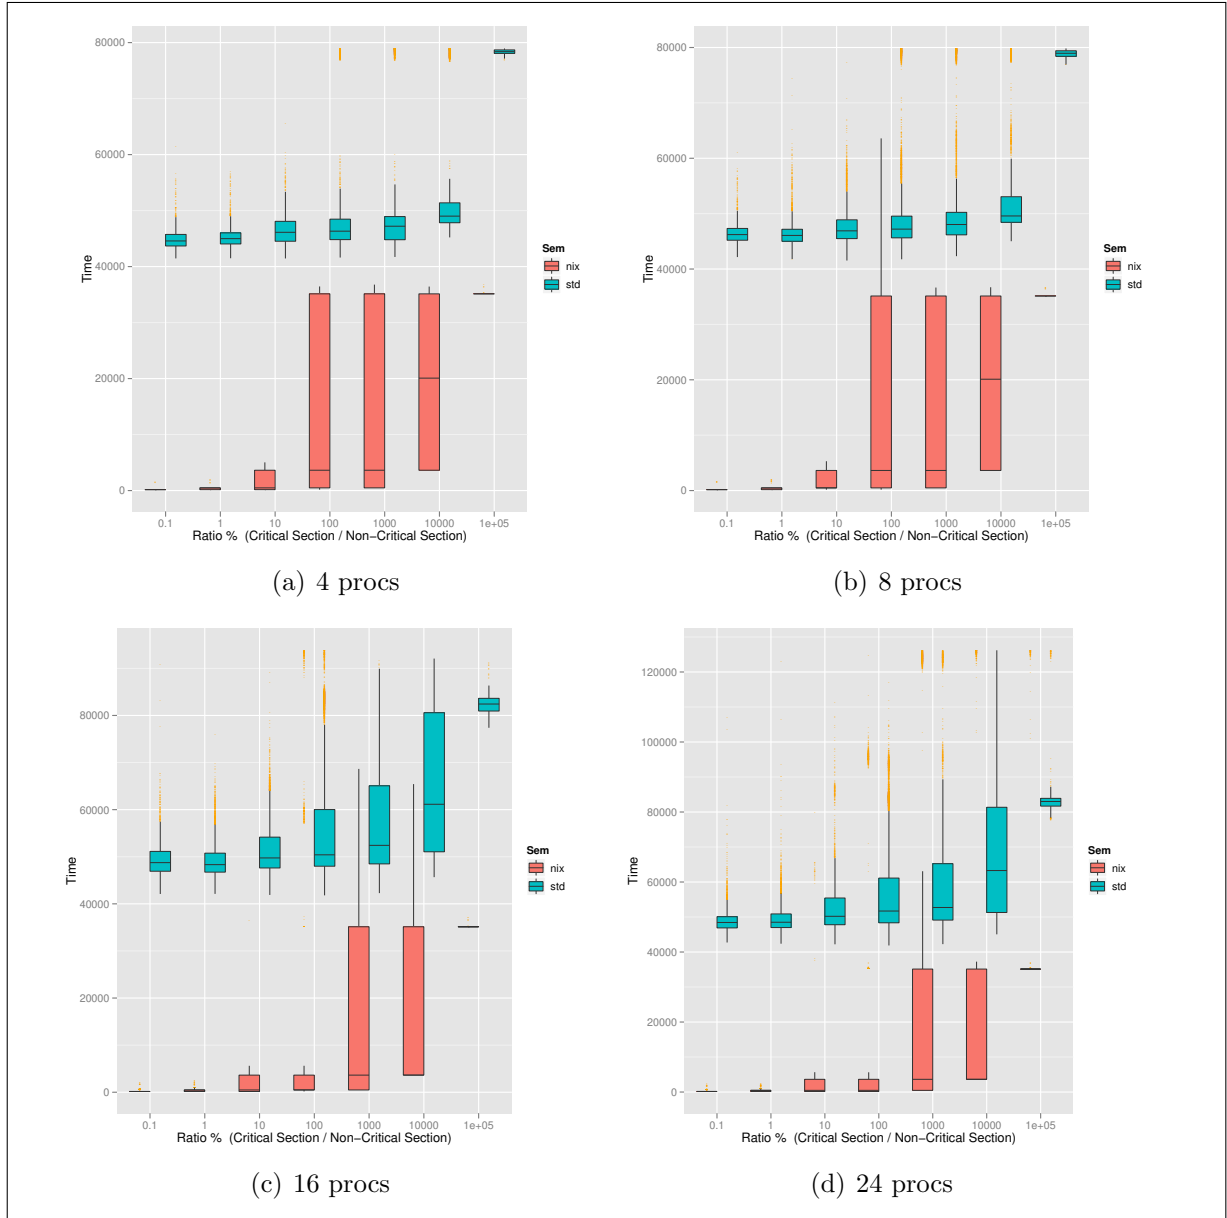 80000
60000
40000
20000
0
Time
0.1 1 10 100 1000 10000 1e+05
Ratio % (Critical Section / Non−Critical Section)
Sem
nix
std
(a) 4 procs
80000
60000
40000
20000
0
Time
0.1 1 10 100 1000 10000 1e+05
Ratio % (Critical Section / Non−Critical Section)
Sem
nix
std
(b) 8 procs
80000
60000
40000
20000
0
Time
0.1 1 10 100 1000 10000 1e+05
Ratio % (Critical Section / Non−Critical Section)
Sem
nix
std
(c) 16 procs
120000
100000
80000
60000
40000
20000
0
Time
0.1 1 10 100 1000 10000 1e+05
Ratio % (Critical Section / Non−Critical Section)
Sem
nix
std
(d) 24 procs